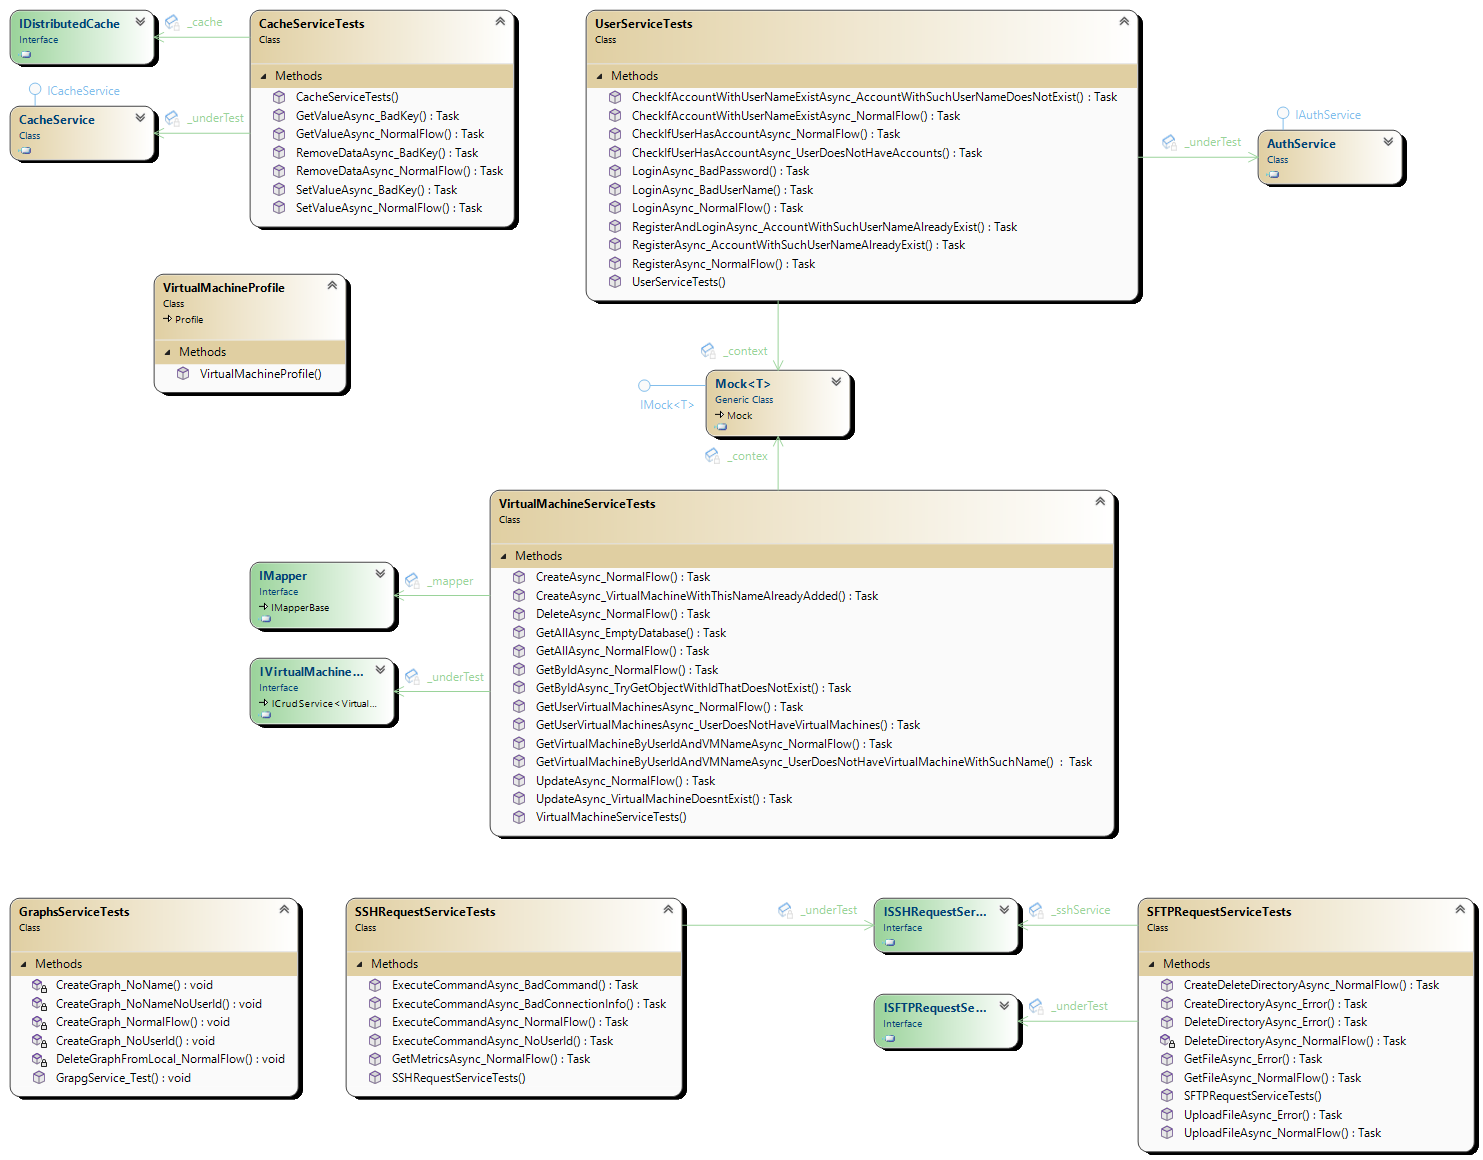 IDistributedCache
Interface
_cache
ICacheService
CacheService
Class
_underTest
CacheServiceTests
Class
Methods
CacheServiceTests()
GetValueAsync_BadKey() : Task
GetValueAsync_NormalFlow() : Task
RemoveDataAsync_BadKey() : Task
RemoveDataAsync_NormalFlow() : Task
SetValueAsync_BadKey() : Task
SetValueAsync_NormalFlow() : Task
UserServiceTests
Class
Methods
CheckIfAccountWithUserNameExistAsync_AccountWithSuchUserNameDoesNotExist() : Task
CheckIfAccountWithUserNameExistAsync_NormalFlow() : Task
CheckIfUserHasAccountAsync_NormalFlow() : Task
CheckIfUserHasAccountAsync_UserDoesNotHaveAccounts() : Task
LoginAsync_BadPassword() : Task
LoginAsync_BadUserName() : Task
LoginAsync_NormalFlow() : Task
RegisterAndLoginAsync_AccountWithSuchUserNameAlreadyExist() : Task
RegisterAsync_AccountWithSuchUserNameAlreadyExist() : Task
RegisterAsync_NormalFlow() : Task
UserServiceTests()
_underTest
IAuthService
AuthService
Class
VirtualMachineProfile
Class
Profile
Methods
VirtualMachineProfile()
_context
IMock<T>
Mock<T>
Generic Class
Mock
_contex
VirtualMachineServiceTests
Class
Methods
CreateAsync_NormalFlow() : Task
CreateAsync_VirtualMachineWithThisNameAlreadyAdded() : Task
DeleteAsync_NormalFlow() : Task
GetAllAsync_EmptyDatabase() : Task
GetAllAsync_NormalFlow() : Task
GetByIdAsync_NormalFlow() : Task
GetByIdAsync_TryGetObjectWithIdThatDoesNotExist() : Task
GetUserVirtualMachinesAsync_NormalFlow() : Task
GetUserVirtualMachinesAsync_UserDoesNotHaveVirtualMachines() : Task
GetVirtualMachineByUserIdAndVMNameAsync_NormalFlow() : Task
GetVirtualMachineByUserIdAndVMNameAsync_UserDoesNotHaveVirtualMachineWithSuchName() : Task
UpdateAsync_NormalFlow() : Task
UpdateAsync_VirtualMachineDoesntExist() : Task
VirtualMachineServiceTests()
IMapper
Interface
IMapperBase
_mapper
IVirtualMachine...
Interface
ICrudService<Virtual...
_underTest
GraphsServiceTests
Class
Methods
CreateGraph_NoName() : void
CreateGraph_NoNameNoUserId() : void
CreateGraph_NormalFlow() : void
CreateGraph_NoUserId() : void
DeleteGraphFromLocal_NormalFlow() : void
GrapgService_Test() : void
SSHRequestServiceTests
Class
Methods
ExecuteCommandAsync_BadCommand() : Task
ExecuteCommandAsync_BadConnectionInfo() : Task
ExecuteCommandAsync_NormalFlow() : Task
ExecuteCommandAsync_NoUserId() : Task
GetMetricsAsync_NormalFlow() : Task
SSHRequestServiceTests()
_underTest
ISSHRequestSer...
Interface
_sshService
ISFTPRequestSe...
Interface
_underTest
SFTPRequestServiceTests
Class
Methods
CreateDeleteDirectoryAsync_NormalFlow() : Task
CreateDirectoryAsync_Error() : Task
DeleteDirectoryAsync_Error() : Task
DeleteDirectoryAsync_NormalFlow() : Task
GetFileAsync_Error() : Task
GetFileAsync_NormalFlow() : Task
SFTPRequestServiceTests()
UploadFileAsync_Error() : Task
UploadFileAsync_NormalFlow() : Task